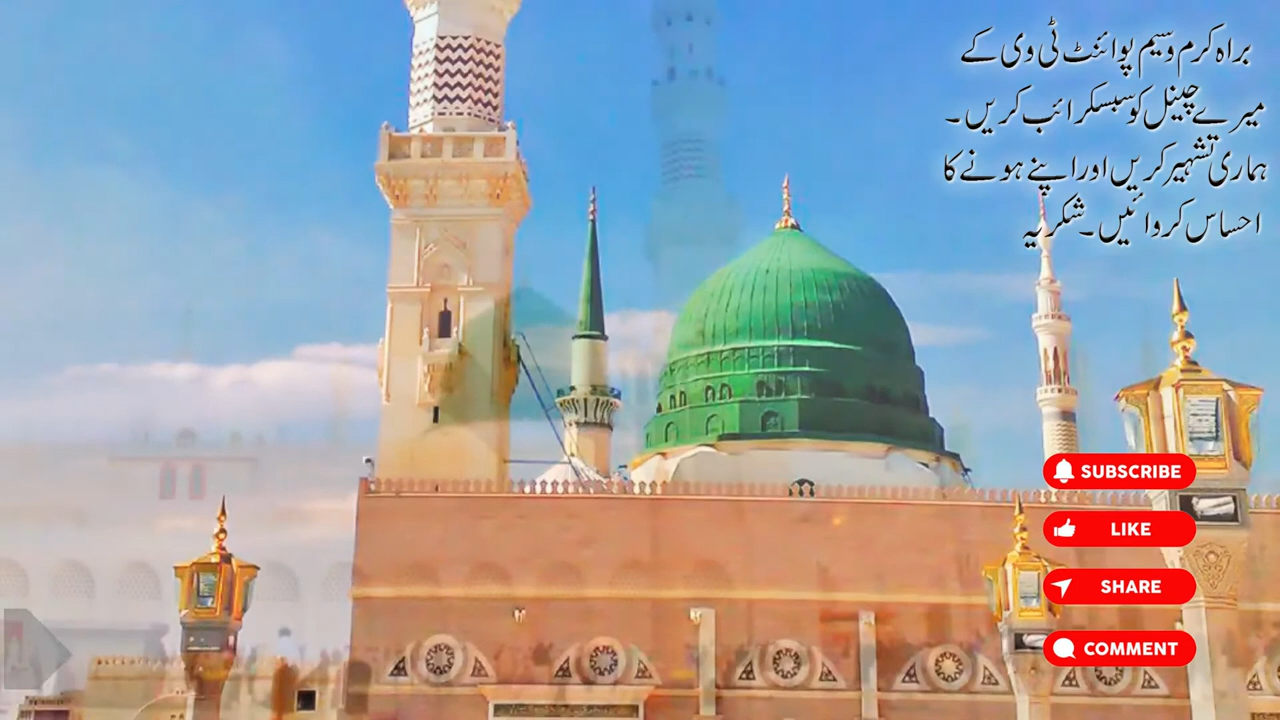 براہ کرم وسیم پوائنٹ ٹی وی کے
میرے چینل کو سبسکرائب کریں۔
ہماری تشہیر کریں اور اپنے ہونے کا
احساس کروائیں۔ شکریہ
SUBSCRIBE
LIKE
SHARE
COMMENT